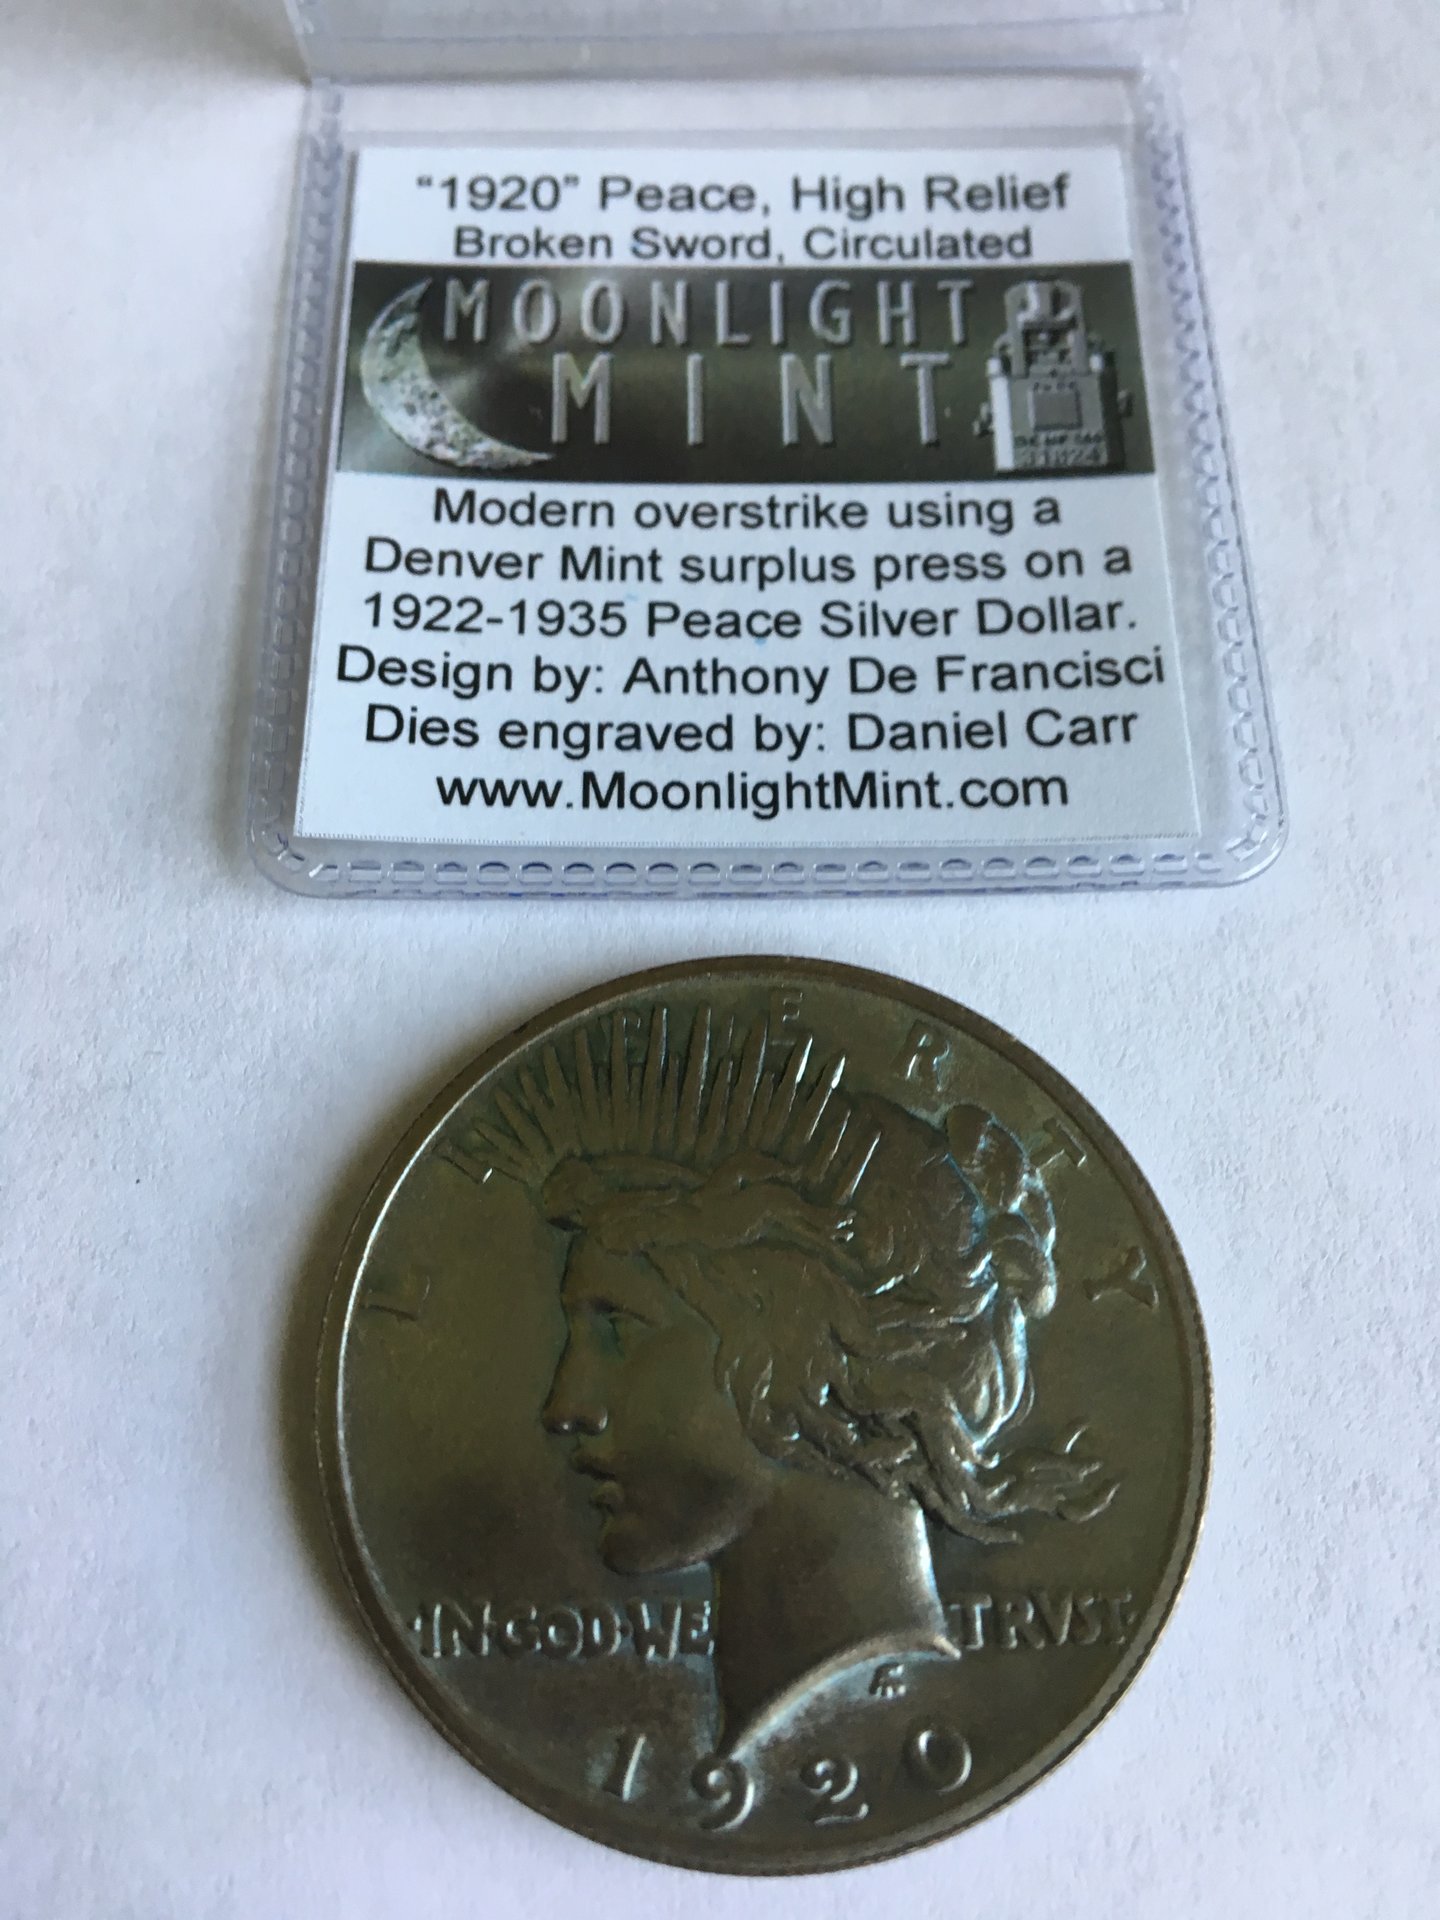 “1920” Peace, High Relief
Broken Sword, Circulated
MOONLIGHT
MINT
Modern overstrike using a
Denver Mint surplus press on a
1922-1935 Peace Silver Dollar.
Design by: Anthony De Francisci
Dies engraved by: Daniel Carr
www.MoonlightMint.com
LIBERTY
IN·GOD·WE TRVST
1920